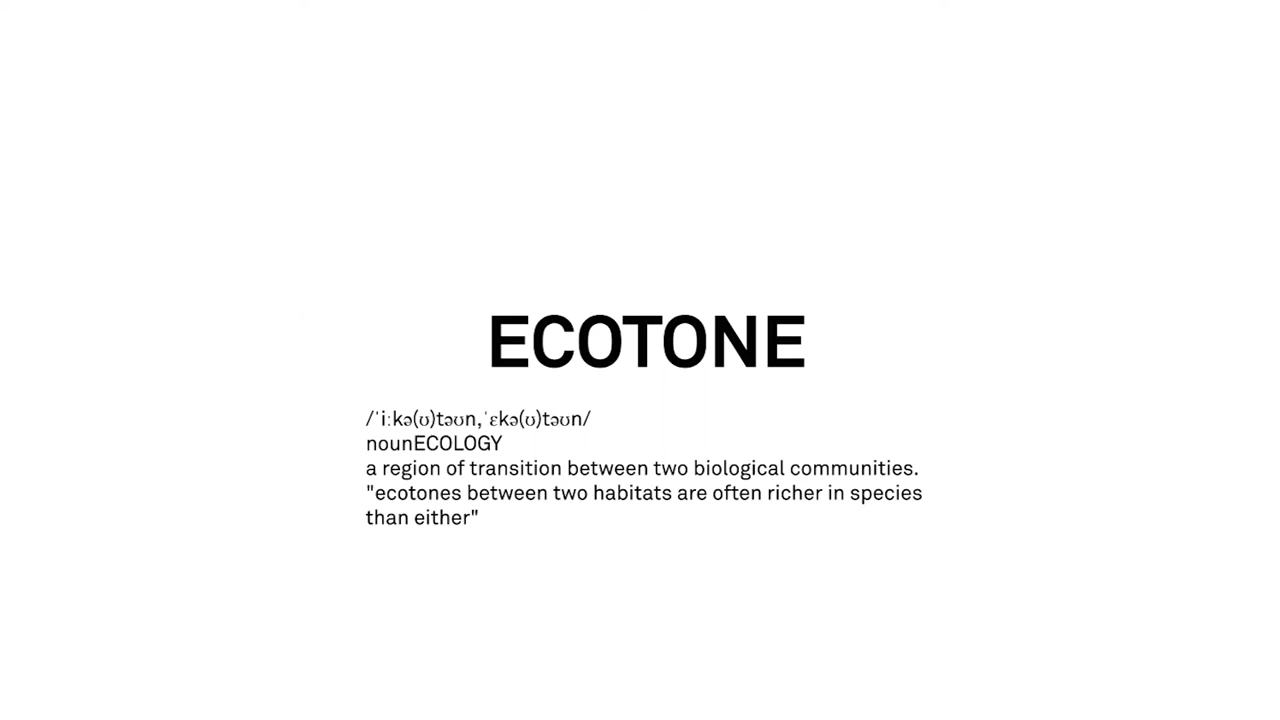 ECOTONE
/ˈiːkə(ʊ)təʊn,ˈɛkə(ʊ)təʊn/
nounECOLOGY
a region of transition between two biological communities.
"ecotones between two habitats are often richer in species
than either"